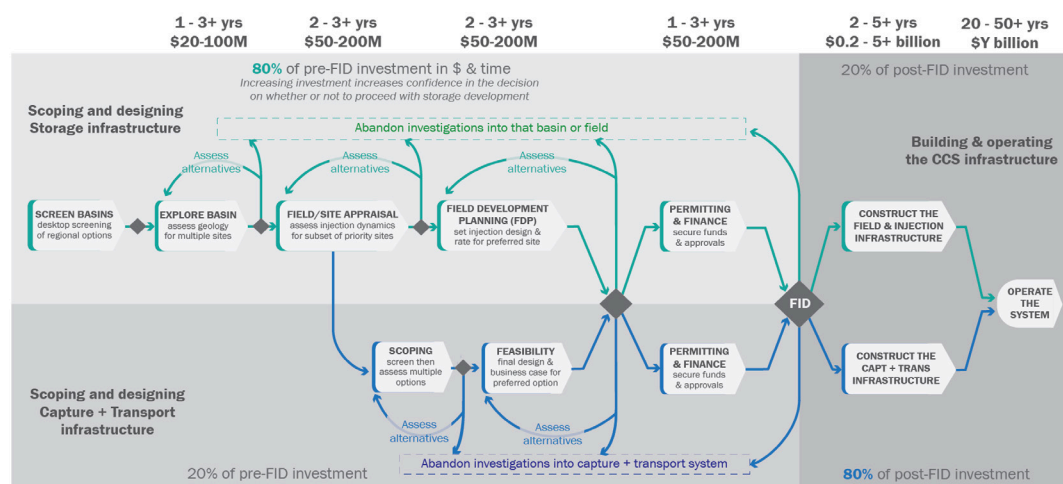 1 - 3+ yrs
$20-100M
2 - 3+ yrs
$50-200M
2 - 3+ yrs
$50-200M
1 - 3+ yrs
$50-200M
2 - 5+ yrs
$0.2 - 5+ billion
20 - 50+ yrs
$Y billion
80% of pre-FID investment in $ & time
Increasing investment increases confidence in the decision
on whether or not to proceed with storage development
20% of post-FID investment
Scoping and designing
Storage infrastructure
Abandon investigations into that basin or field
Building & operating
the CCS infrastructure
Assess
alternatives
Assess
alternatives
Assess
alternatives
SCREEN BASINS
desktop screening
of regional options
EXPLORE BASIN
assess geology
for multiple sites
FIELD/SITE APPRAISAL
assess injection dynamics
for subset of priority sites
FIELD DEVELOPMENT
PLANNING (FDP)
set injection design &
rate for preferred site
PERMITTING
& FINANCE
secure funds
& approvals
CONSTRUCT THE
FIELD & INJECTION
INFRASTRUCTURE
FID
OPERATE
THE
SYSTEM
SCOPING
screen then
assess multiple
options
FEASIBILITY
final design &
business case for
preferred option
PERMITTING
& FINANCE
secure funds
& approvals
CONSTRUCT THE
CAPT + TRANS
INFRASTRUCTURE
Scoping and designing
Capture + Transport
infrastructure
Assess
alternatives
Assess
alternatives
Abandon investigations into capture + transport system
20% of pre-FID investment
80% of post-FID investment